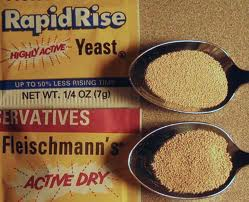 RapidRise
HIGHLY ACTIVE Yeast
UP TO 50% LESS RISING TIME
NET WT. 1/4 OZ (7g)
ERVATIVES
Fleischmann's
ACTIVE DRY